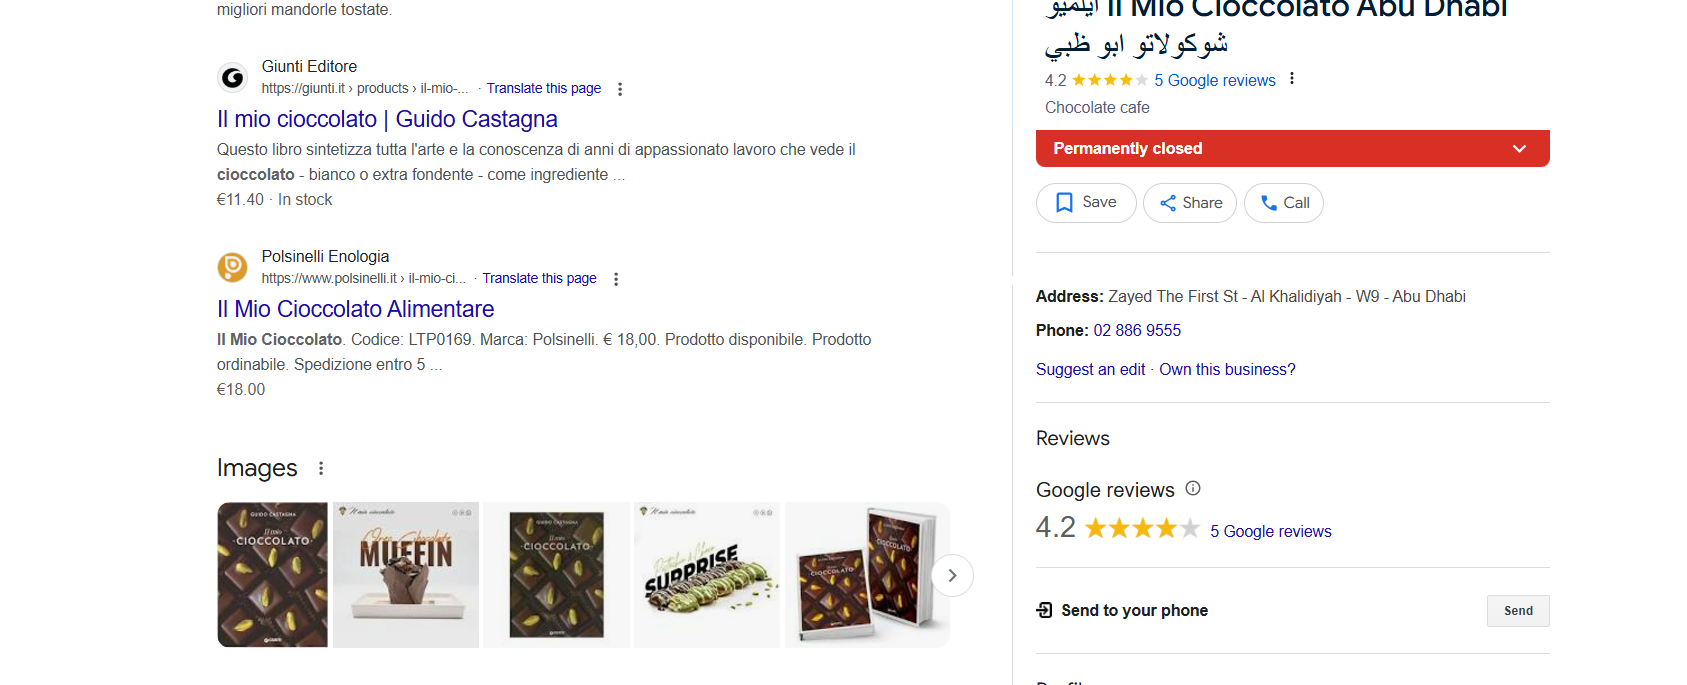 migliori mandorle tostate.
Giunti Editore
https://giunti.it › products › il-mio-... · Translate this page
Il mio cioccolato | Guido Castagna
Questo libro sintetizza tutta l'arte e la conoscenza di anni di appassionato lavoro che vede il
cioccolato - bianco o extra fondente - come ingrediente ...
€11.40 · In stock
Polsinelli Enologia
https://www.polsinelli.it › il-mio-ci... · Translate this page
Il Mio Cioccolato Alimentare
Il Mio Cioccolato. Codice: LTP0169. Marca: Polsinelli. € 18,00. Prodotto disponibile. Prodotto
ordinabile. Spedizione entro 5 ...
€18.00
Images
GUIDO CASTAGNA
Il mio
CIOCCOLATO
GIUNTI
Il mio cioccolato
Oreo Chocolate
MUFFIN
GUIDO CASTAGNA
Il mio
CIOCCOLATO
Il mio cioccolato
SURPRISE
CIOCCOLATO
CIOCCOLATO
ايلميو Il Mio Cioccolato Abu Dhabi
شوكولاتو ابو ظبي
4.2 5 Google reviews
Chocolate cafe
Permanently closed
Save
Share
Call
Address: Zayed The First St - Al Khalidiyah - W9 - Abu Dhabi
Phone: 02 886 9555
Suggest an edit · Own this business?
Reviews
Google reviews
4.2 5 Google reviews
Send to your phone
Send